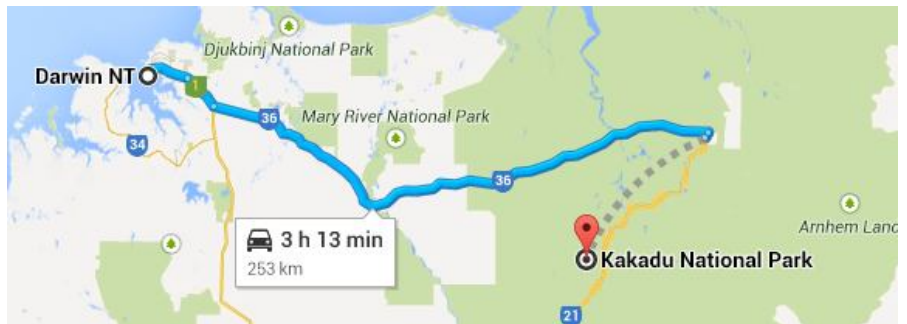 Djukbinj National Park
Darwin NT
1
36
Mary River National Park
34
36
3 h 13 min
253 km
Arnhem Lanc
Kakadu National Park
21